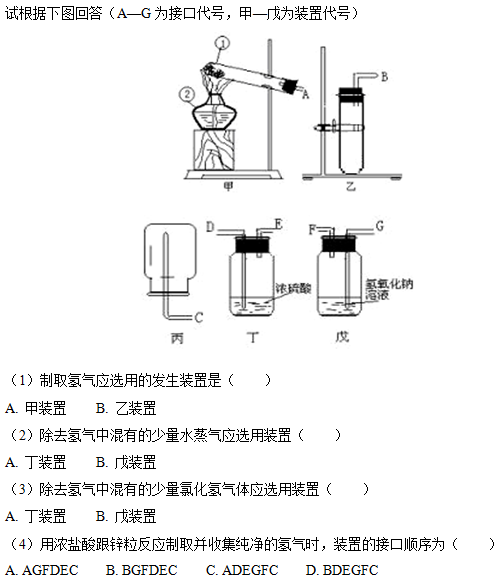 试根据下图回答（A—G 为接口代号，甲—戊为装置代号）
① 
② A B
甲 乙
D E F G
浓硫酸 氢氧化钠
溶液
C
丙 丁 戊
（1）制取氢气应选用的发生装置是（　　）
A. 甲装置 B. 乙装置
（2）除去氢气中混有的少量水蒸气应选用装置（　　）
A. 丁装置 B. 戊装置
（3）除去氢气中混有的少量氯化氢气体应选用装置（　　）
A. 丁装置 B. 戊装置
（4）用浓盐酸跟锌粒反应制取并收集纯净的氢气时，装置的接口顺序为（　　）
A. AGFDEC B. BGFDEC C. ADEGFC D. BDEGFC